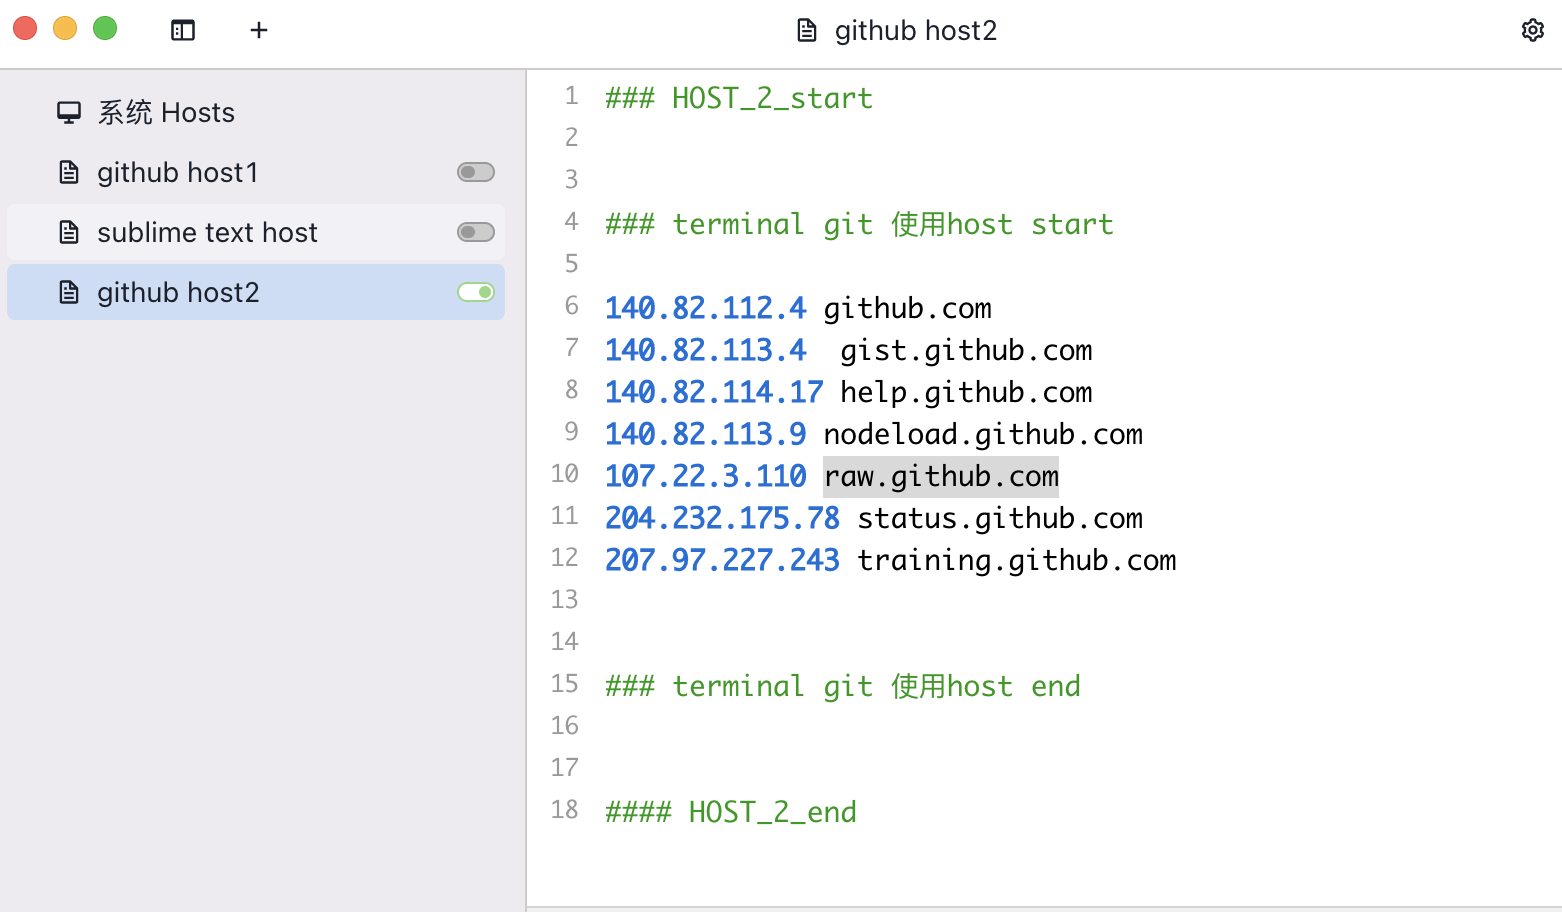 github host2
系统 Hosts
github host1
sublime text host
github host2
1 ### HOST_2_start
2
3
4 ### terminal git 使用host start
5
6 140.82.112.4 github.com
7 140.82.113.4  gist.github.com
8 140.82.114.17 help.github.com
9 140.82.113.9 nodeload.github.com
10 107.22.3.110 raw.github.com
11 204.232.175.78 status.github.com
12 207.97.227.243 training.github.com
13
14
15 ### terminal git 使用host end
16
17
18 #### HOST_2_end